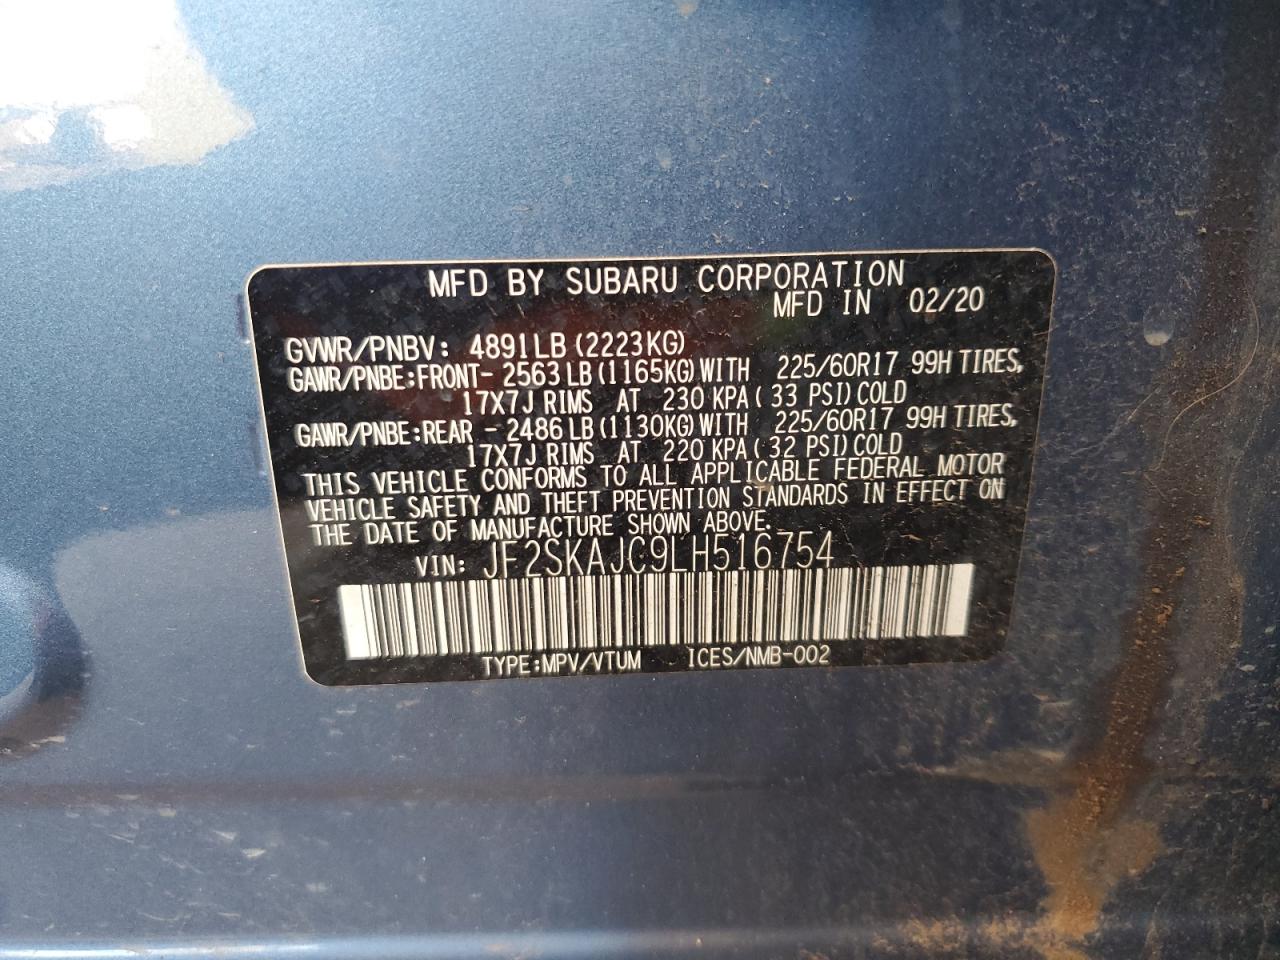 MFD BY SUBARU CORPORATION
MFD IN 02/20
GVWR/PNBV: 4891LB (2223KG)
GAWR/PNBE:FRONT- 2563 LB (1165KG) WITH 225/60R17 99H TIRES,
17X7J RIMS AT 230 KPA ( 33 PSI) COLD
GAWR/PNBE:REAR - 2486 LB (1130KG) WITH 225/60R17 99H TIRES,
17X7J RIMS AT 220 KPA ( 32 PSI) COLD
THIS VEHICLE CONFORMS TO ALL APPLICABLE FEDERAL MOTOR
VEHICLE SAFETY AND THEFT PREVENTION STANDARDS IN EFFECT ON
THE DATE OF MANUFACTURE SHOWN ABOVE.
VIN: JF2SKAJC9LH516754
TYPE:MPV/VTUM ICES/NMB-002